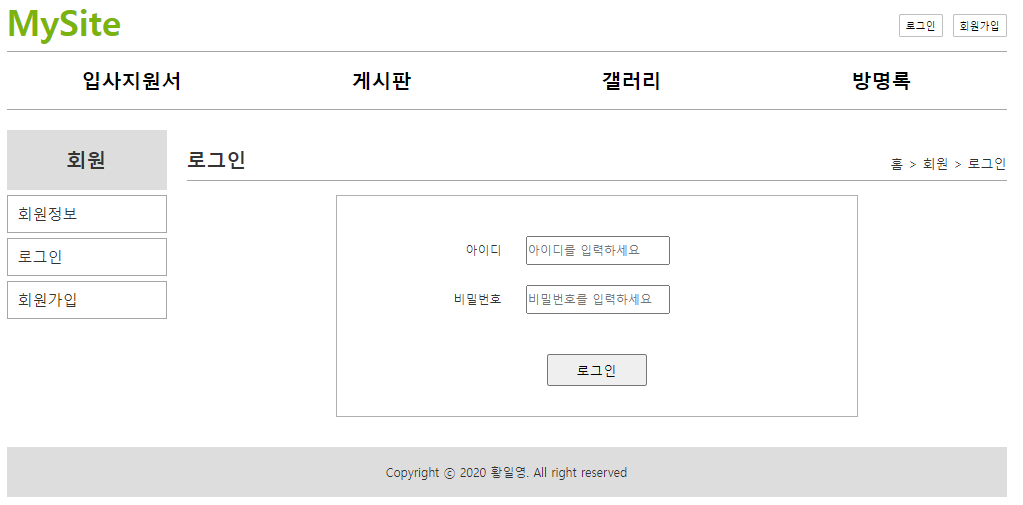 MySite
로그인 회원가입
입사지원서 게시판 갤러리 방명록
회원
회원정보
로그인
회원가입
로그인
홈 > 회원 > 로그인
아이디 아이디를 입력하세요
비밀번호 비밀번호를 입력하세요
로그인
Copyright ⓒ 2020 황일영. All right reserved